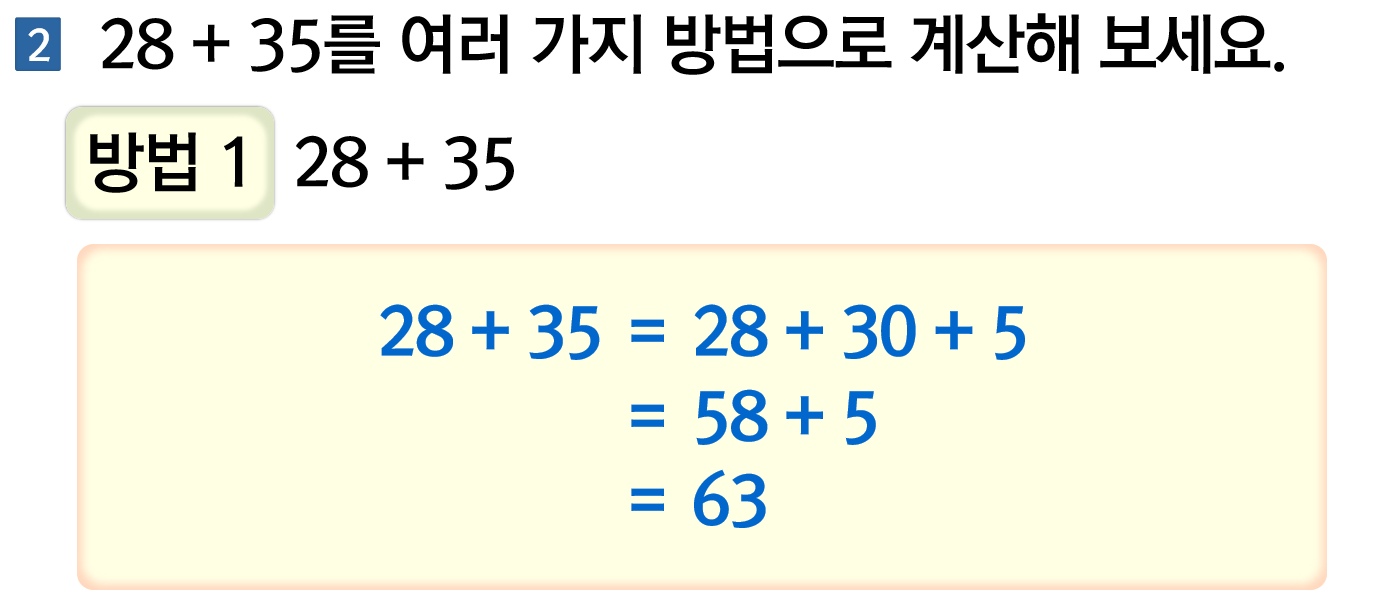 2 28 + 35를 여러 가지 방법으로 계산해 보세요.
방법 1 28 + 35
28 + 35 = 28 + 30 + 5
= 58 + 5
= 63